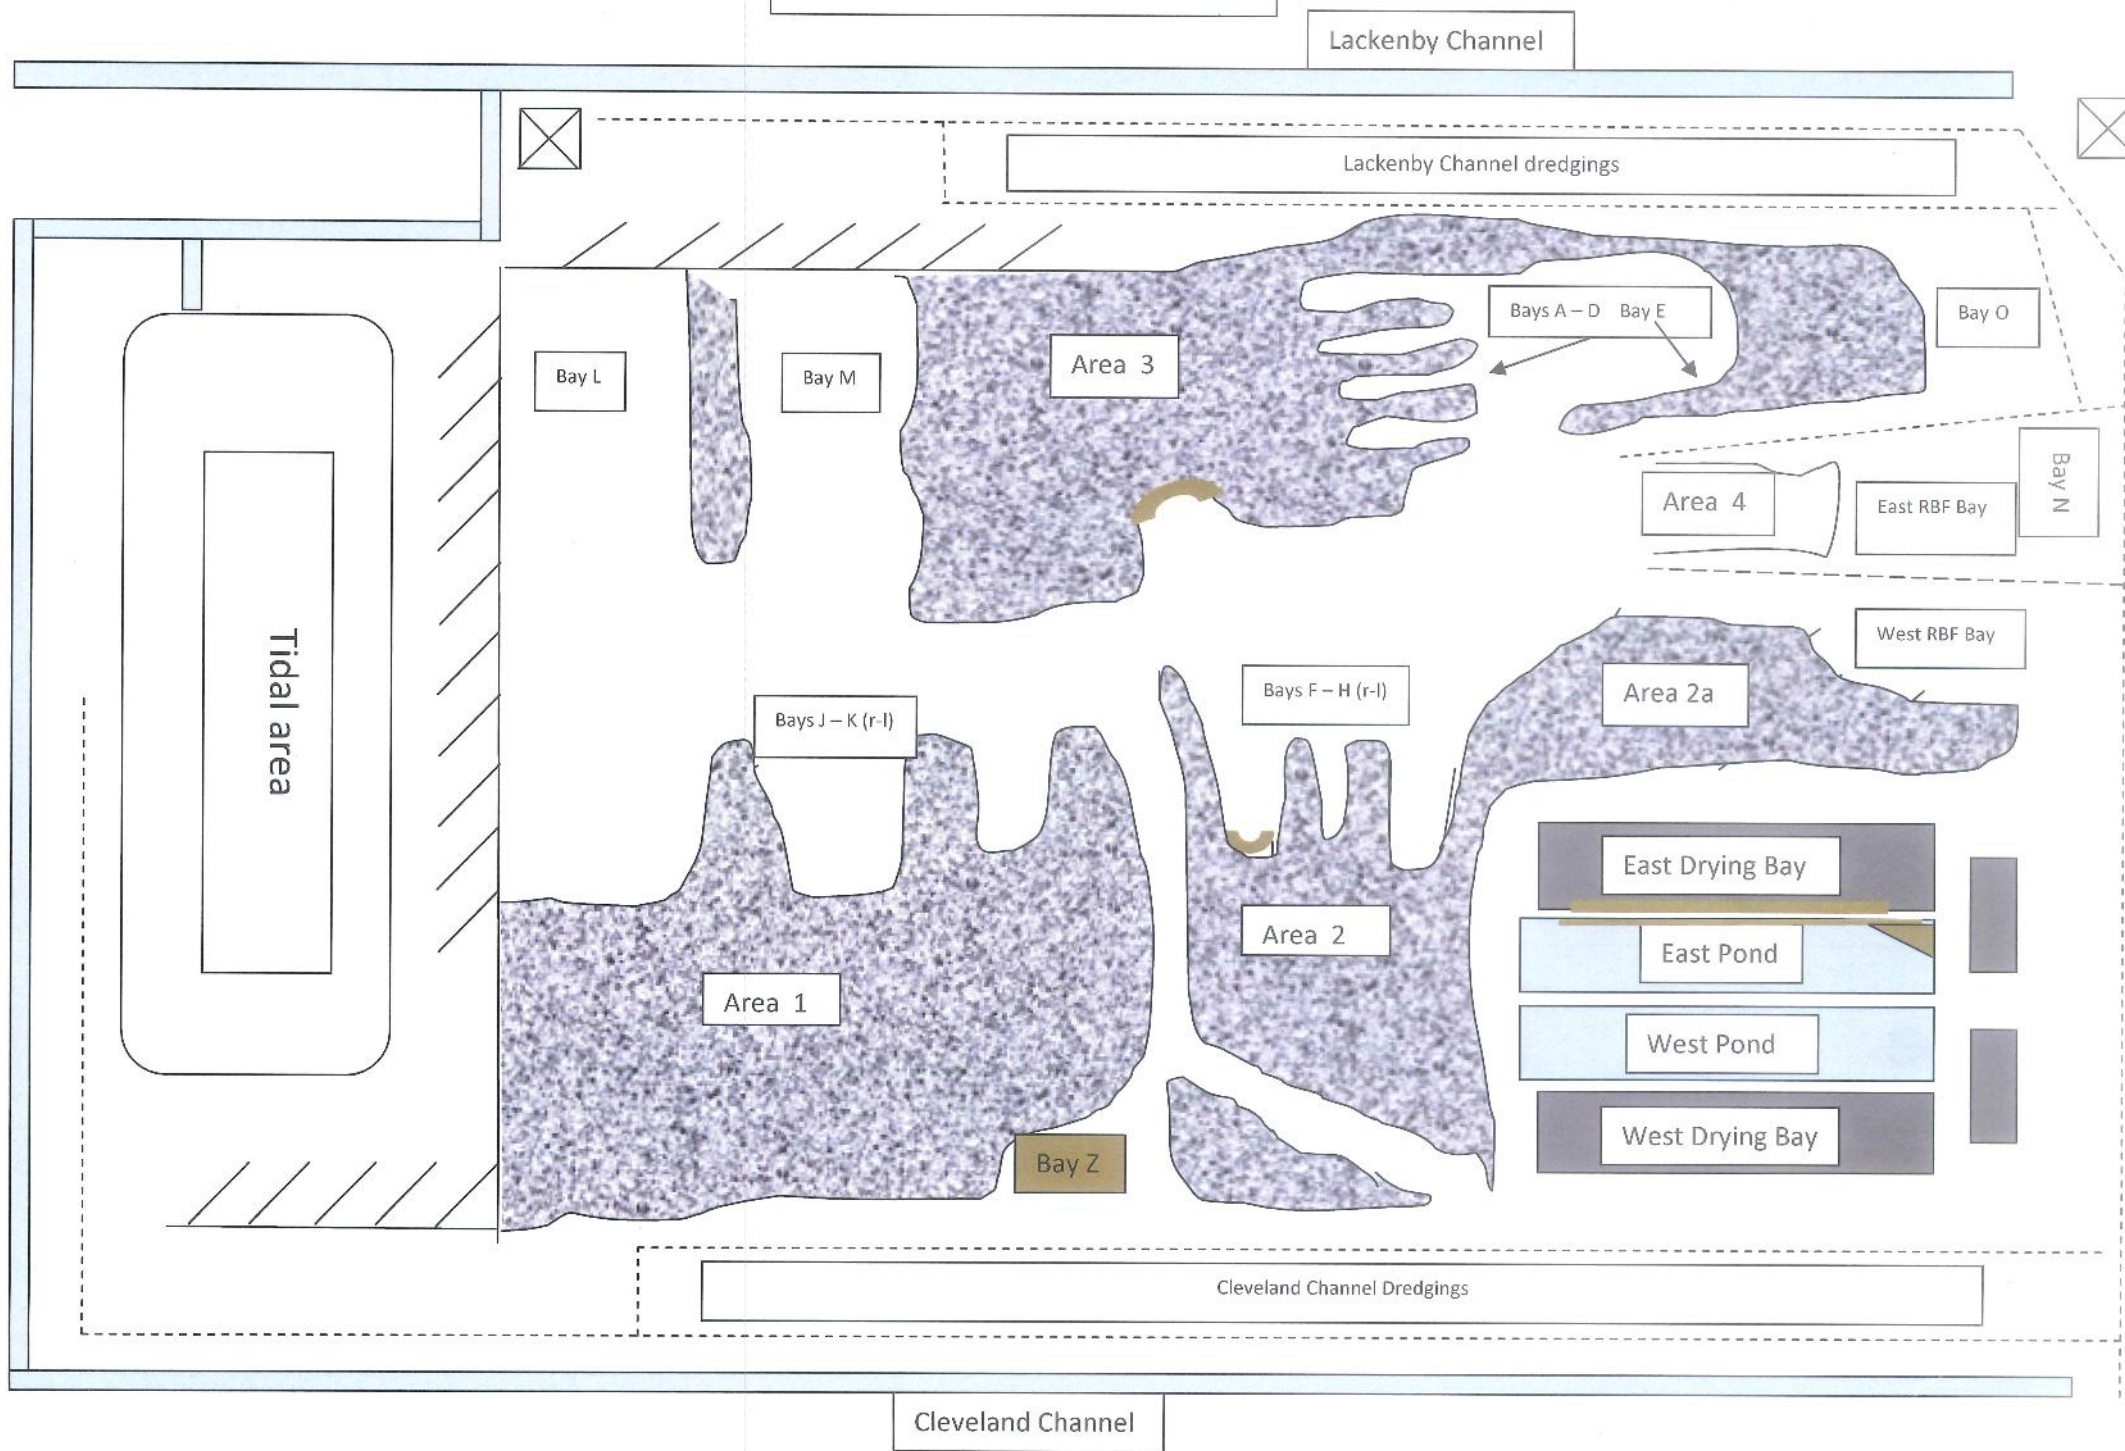 Lackenby Channel
Lackenby Channel dredgings
Bays A – D   Bay E
Bay O
Bay L
Bay M
Area 3
Bay N
Area 4
East RBF Bay
West RBF Bay
Tidal area
Bays J – K (r-l)
Bays F – H (r-l)
Area 2a
East Drying Bay
Area 2
East Pond
Area 1
West Pond
West Drying Bay
Bay Z
Cleveland Channel Dredgings
Cleveland Channel